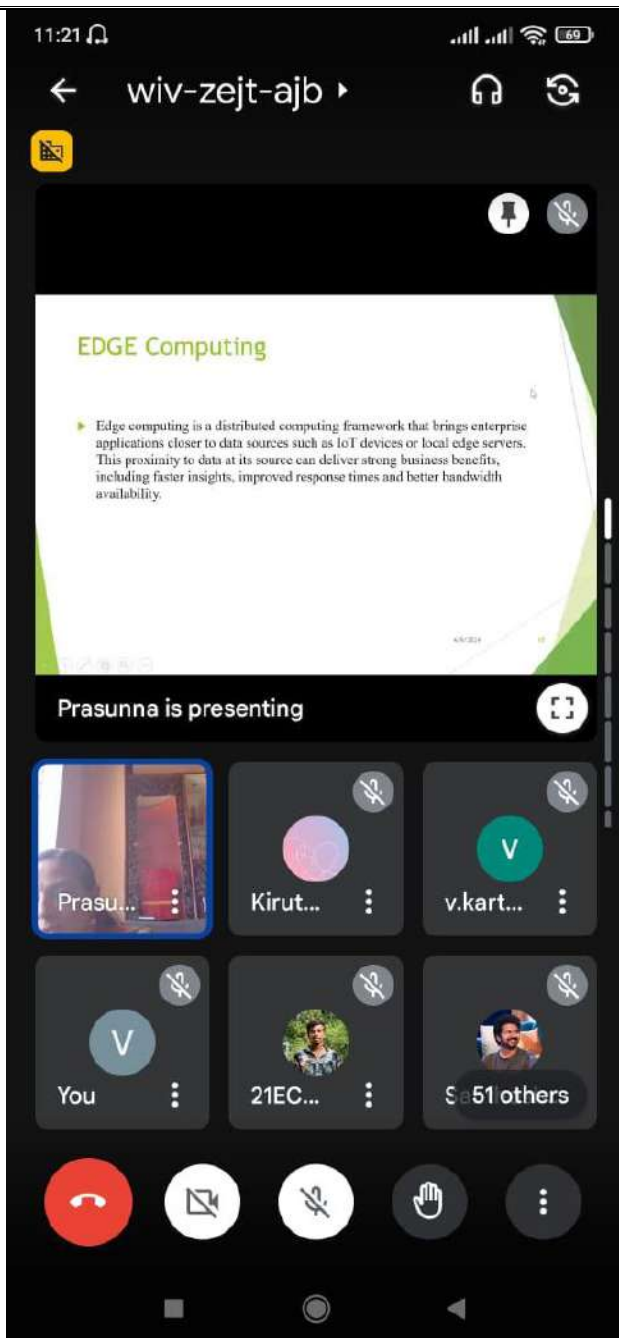 11:21
69
wiv-zejt-ajb
EDGE Computing
Edge computing is a distributed computing framework that brings enterprise
applications closer to data sources such as IoT devices or local edge servers.
This proximity to data at its source can deliver strong business benefits,
including faster insights, improved response times and better bandwidth
availability.
Prasunna is presenting
Prasu...
Kirut...
V
v.kart...
V
You
21EC...
S
51 others